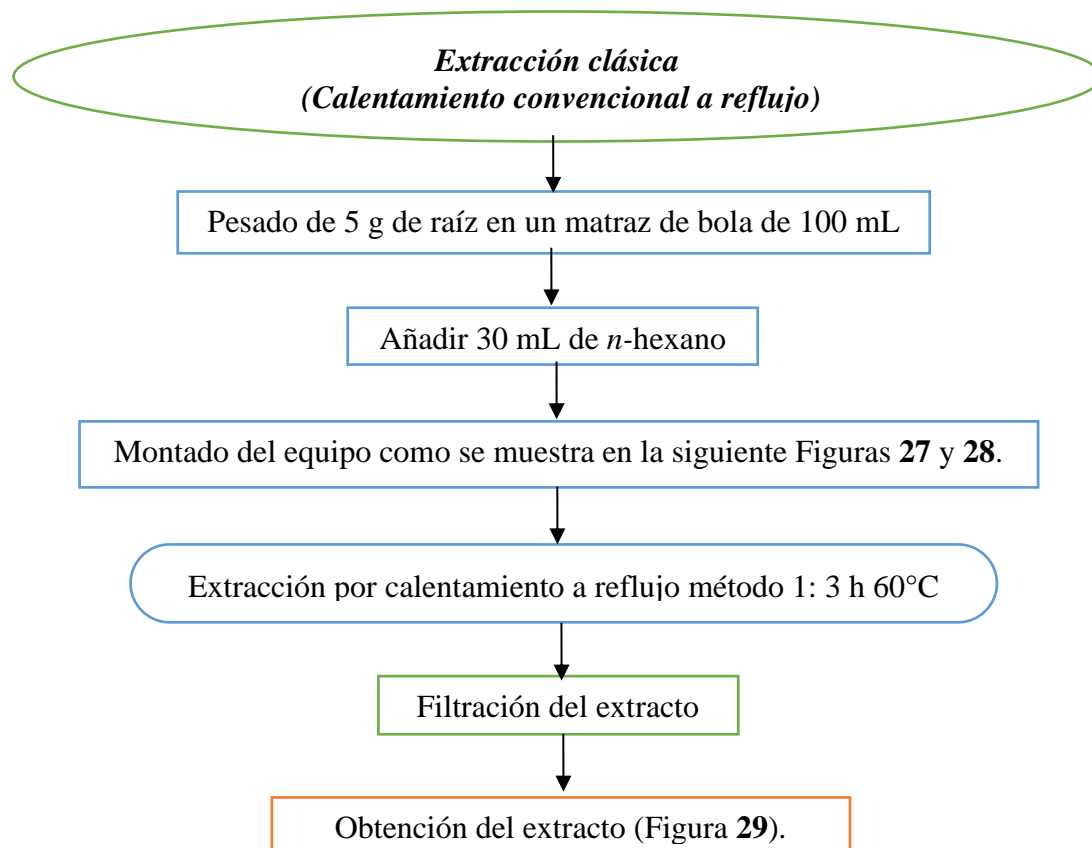 Extracción clásica
(Calentamiento convencional a reflujo)
Pesado de 5 g de raíz en un matraz de bola de 100 mL
Añadir 30 mL de n-hexano
Montado del equipo como se muestra en la siguiente Figuras 27 y 28.
Extracción por calentamiento a reflujo método 1: 3 h 60°C
Filtración del extracto
Obtención del extracto (Figura 29).